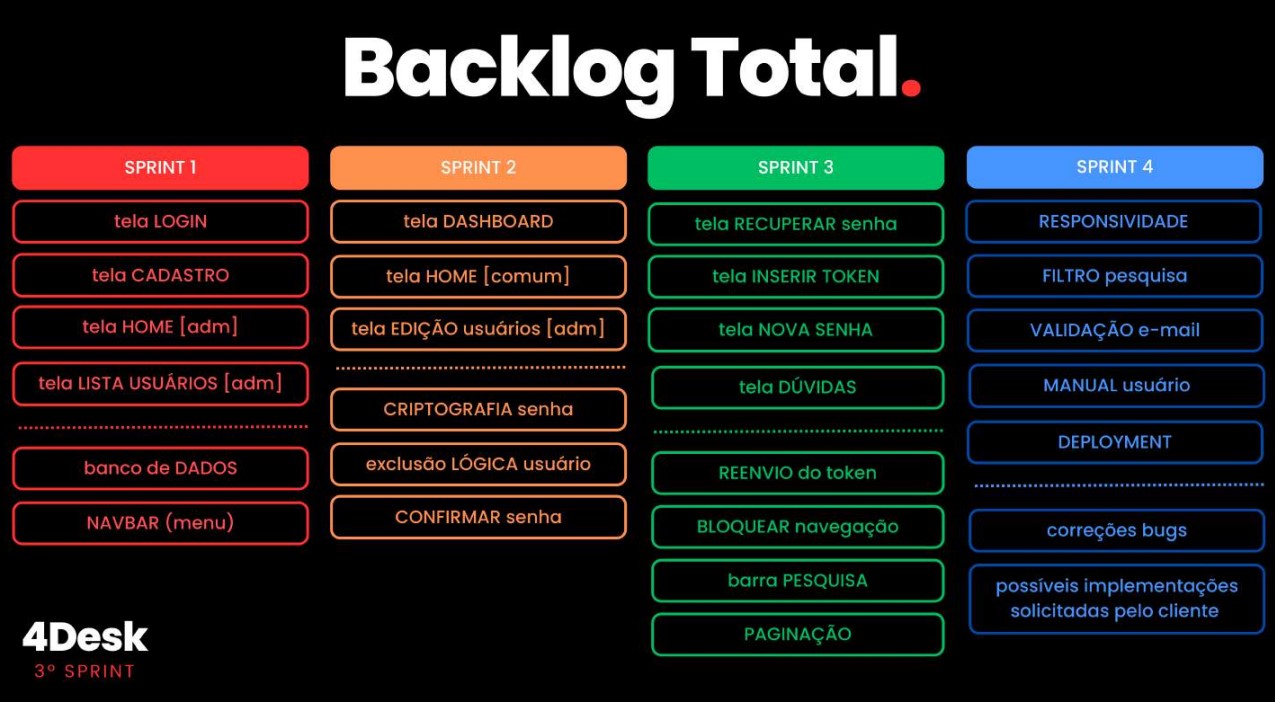 Backlog Total.
SPRINT 1
tela LOGIN
tela CADASTRO
tela HOME [adm]
tela LISTA USUÁRIOS [adm]
banco de DADOS
NAVBAR (menu)
SPRINT 2
tela DASHBOARD
tela HOME [comum]
tela EDIÇÃO usuários [adm]
CRIPTOGRAFIA senha
exclusão LÓGICA usuário
CONFIRMAR senha
SPRINT 3
tela RECUPERAR senha
tela INSERIR TOKEN
tela NOVA SENHA
tela DÚVIDAS
REENVIO do token
BLOQUEAR navegação
barra PESQUISA
PAGINAÇÃO
SPRINT 4
RESPONSIVIDADE
FILTRO pesquisa
VALIDAÇÃO e-mail
MANUAL usuário
DEPLOYMENT
correções bugs
possíveis implementações
solicitadas pelo cliente
4Desk
3º SPRINT